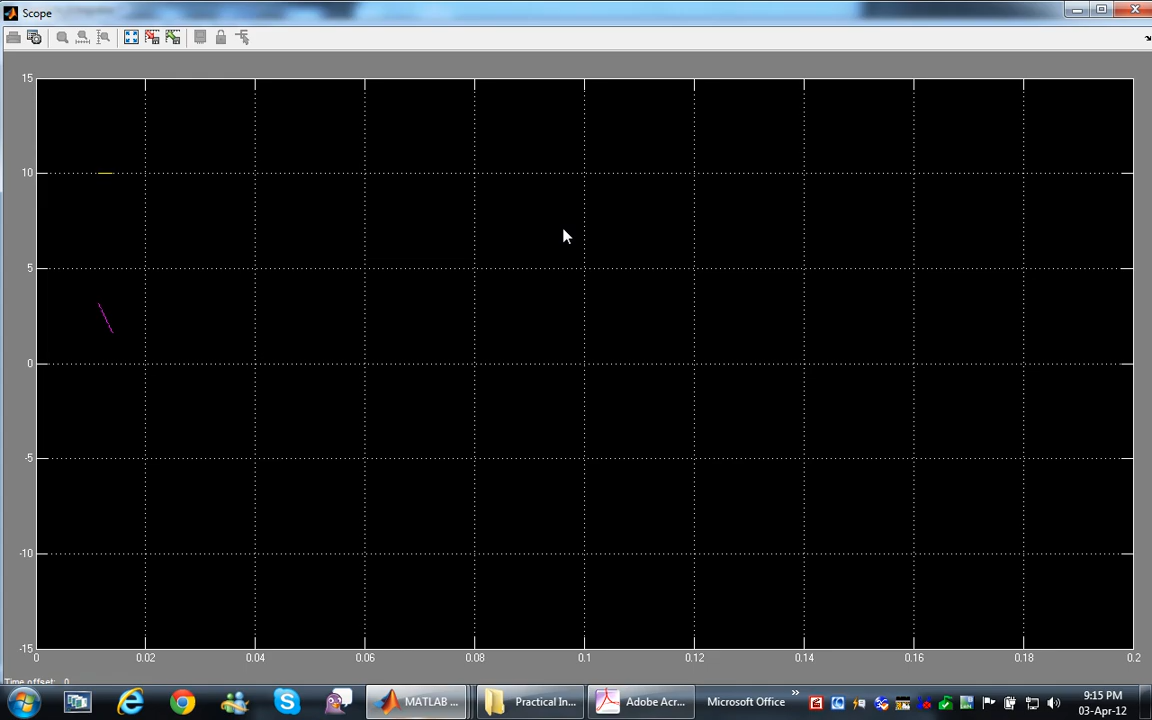 Scope
15
10
5
0
-5
-10
-15
0 0.02 0.04 0.06 0.08 0.1 0.12 0.14 0.16 0.18 0.2
Time offset: 0
MATLAB ... Practical In... Adobe Acr... Microsoft Office » 9:15 PM
03-Apr-12